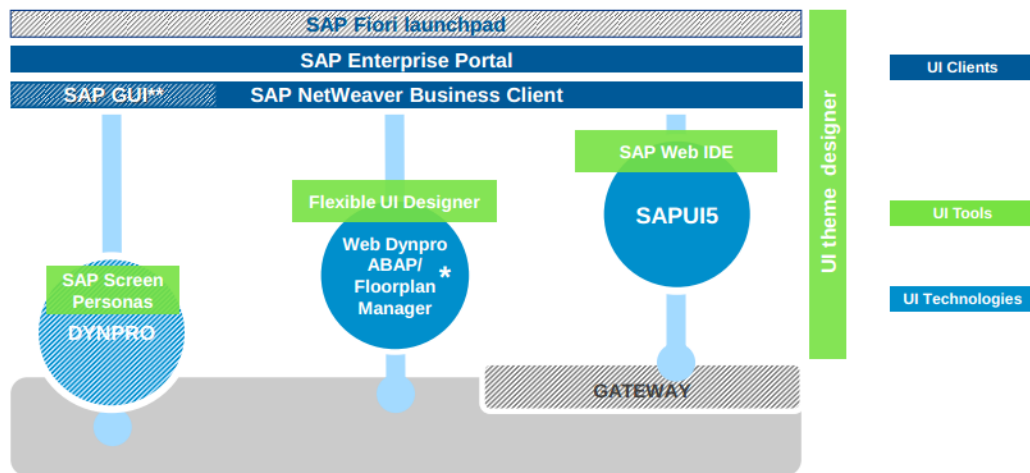 SAP Fiori launchpad
SAP Enterprise Portal
SAP GUI**
SAP NetWeaver Business Client
UI theme designer
UI Clients
SAP Web IDE
SAPUI5
Flexible UI Designer
Web Dynpro
ABAP/
Floorplan *
Manager
SAP Screen
Personas
DYNPRO
GATEWAY
UI Tools
UI Technologies